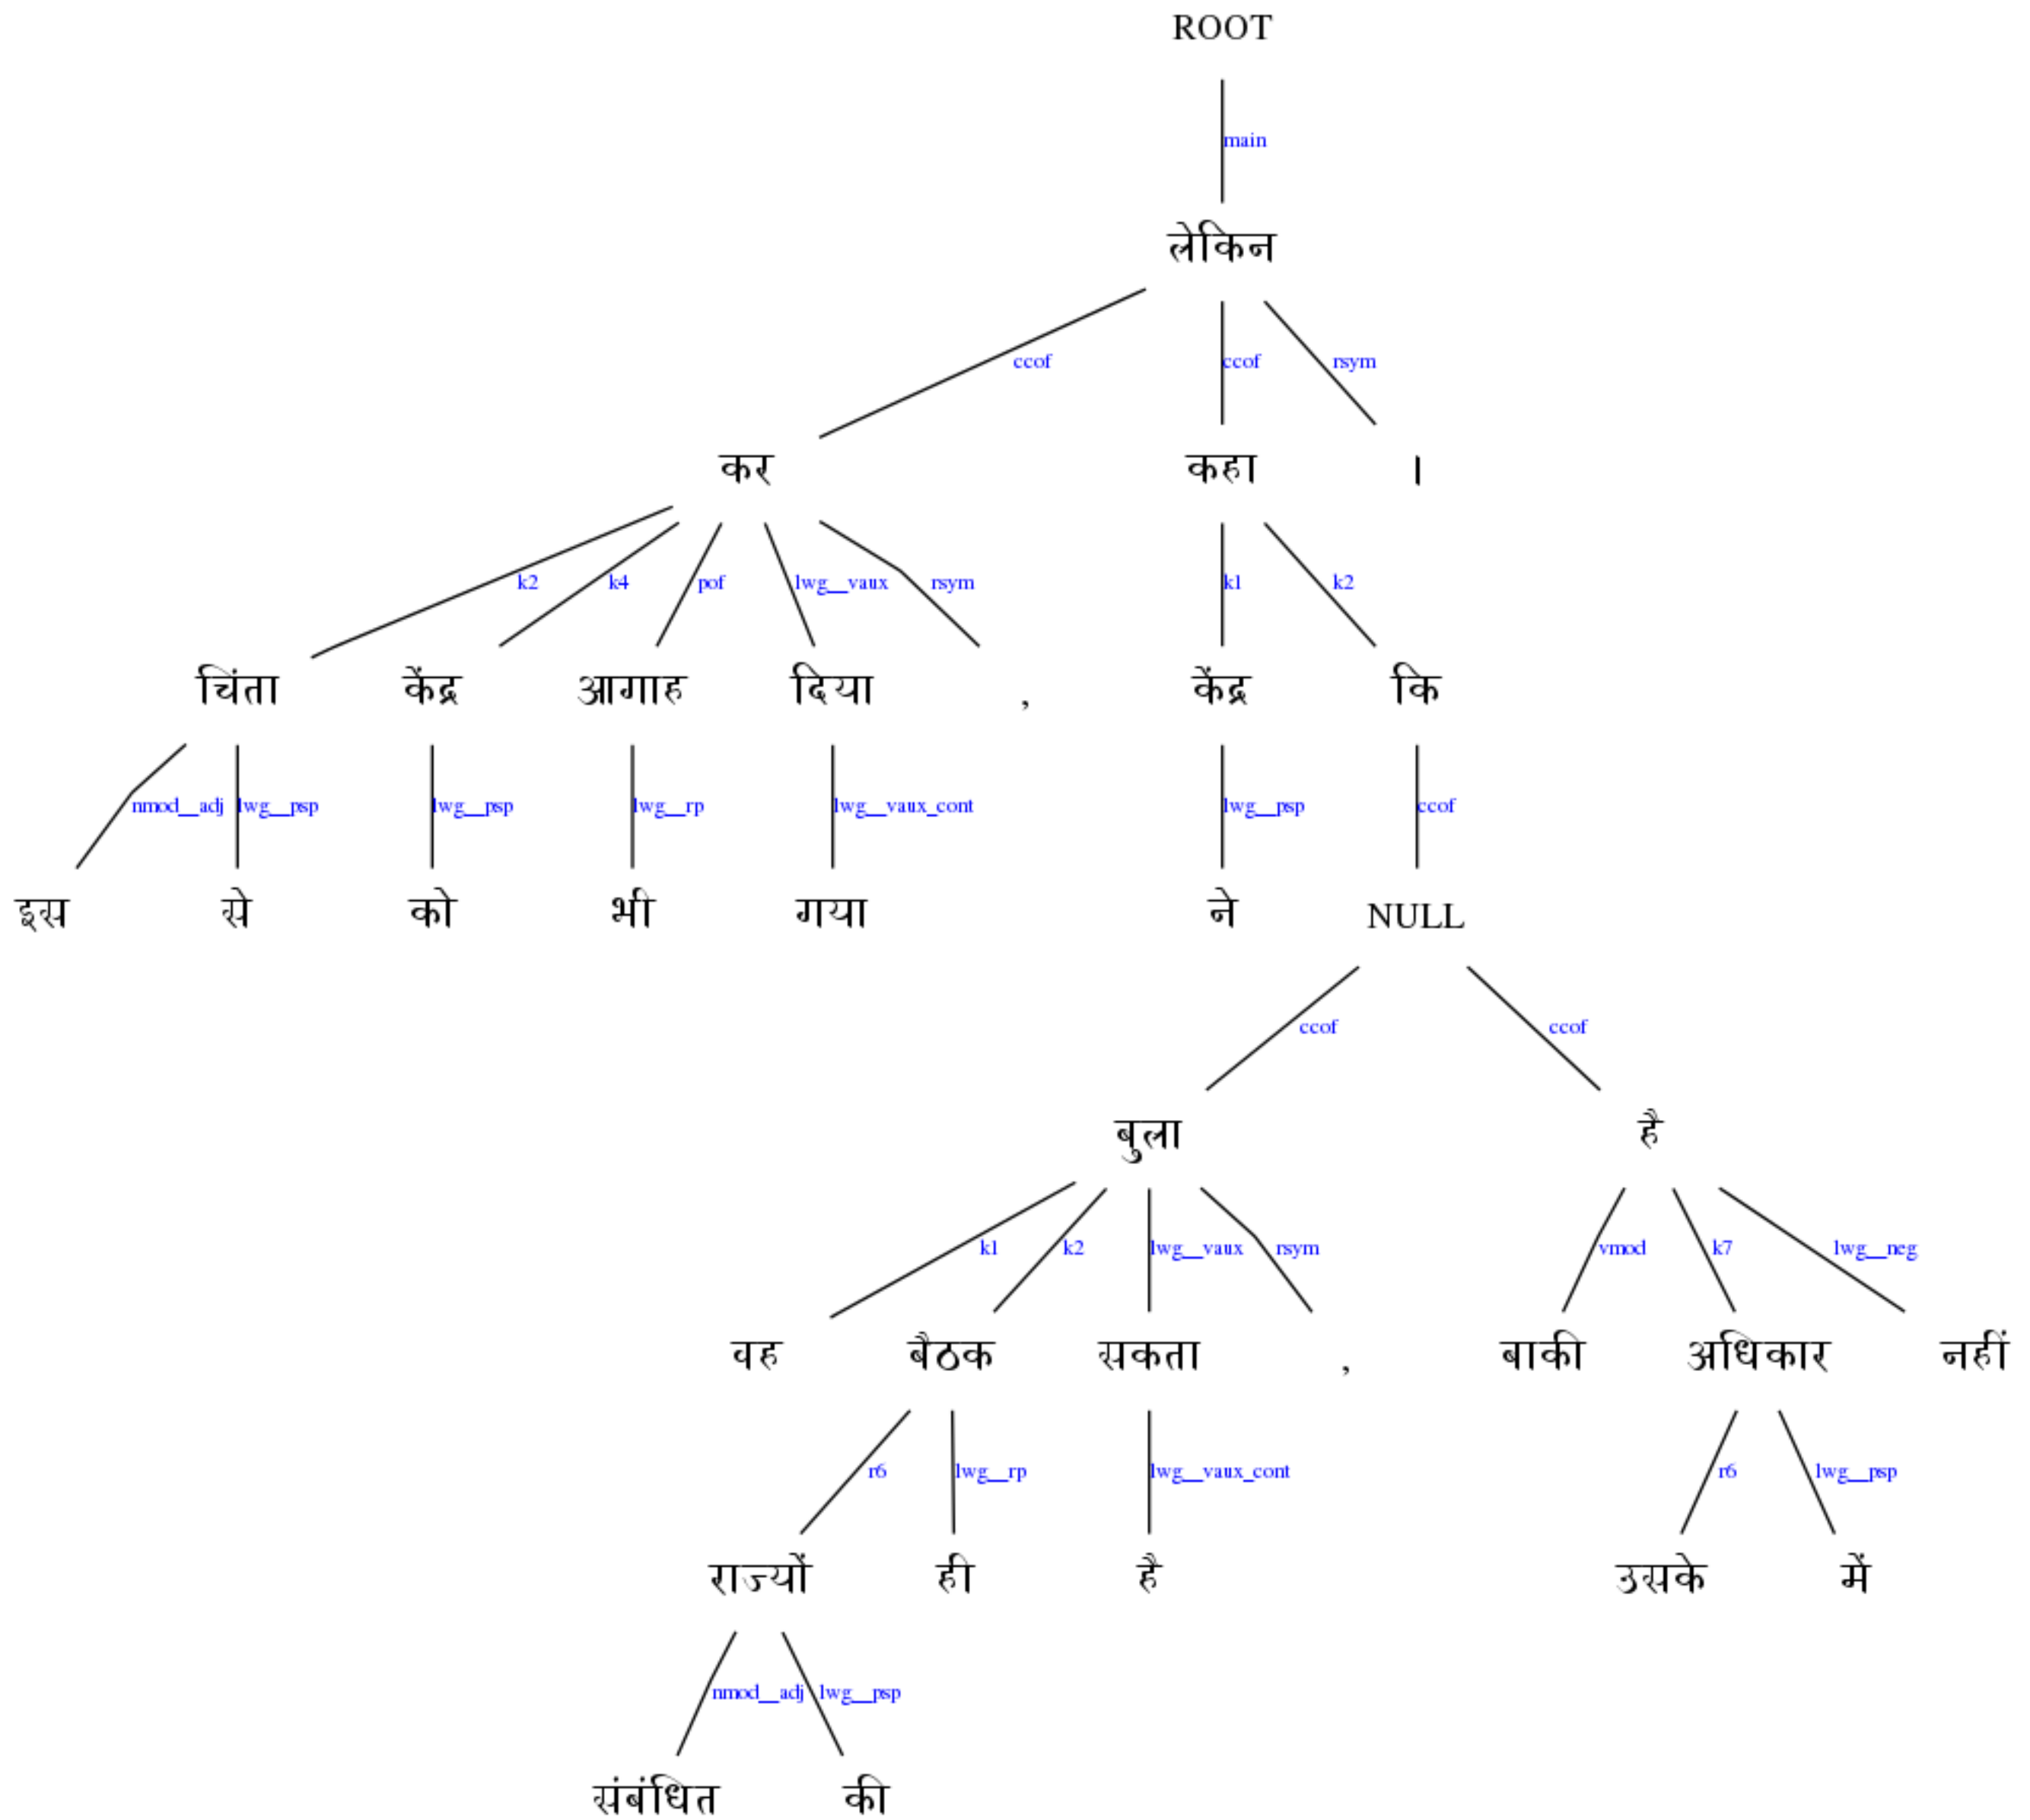 ROOT
main
लेकिन
ccof ccof rsym
कर कहा ।
k2 k4 pof lwg__vaux rsym k1 k2
चिंता केंद्र आगाह दिया , केंद्र कि
nmod__adj lwg__psp lwg__psp lwg__rp lwg__vaux_cont lwg__psp ccof
इस से को भी गया ने NULL
ccof ccof
बुला है
k1 k2 lwg__vaux rsym vmod k7 lwg__neg
वह बैठक सकता , बाकी अधिकार नहीं
r6 lwg__rp lwg__vaux_cont r6 lwg__psp
राज्यों ही है उसके में
nmod__adj lwg__psp
संबंधित की